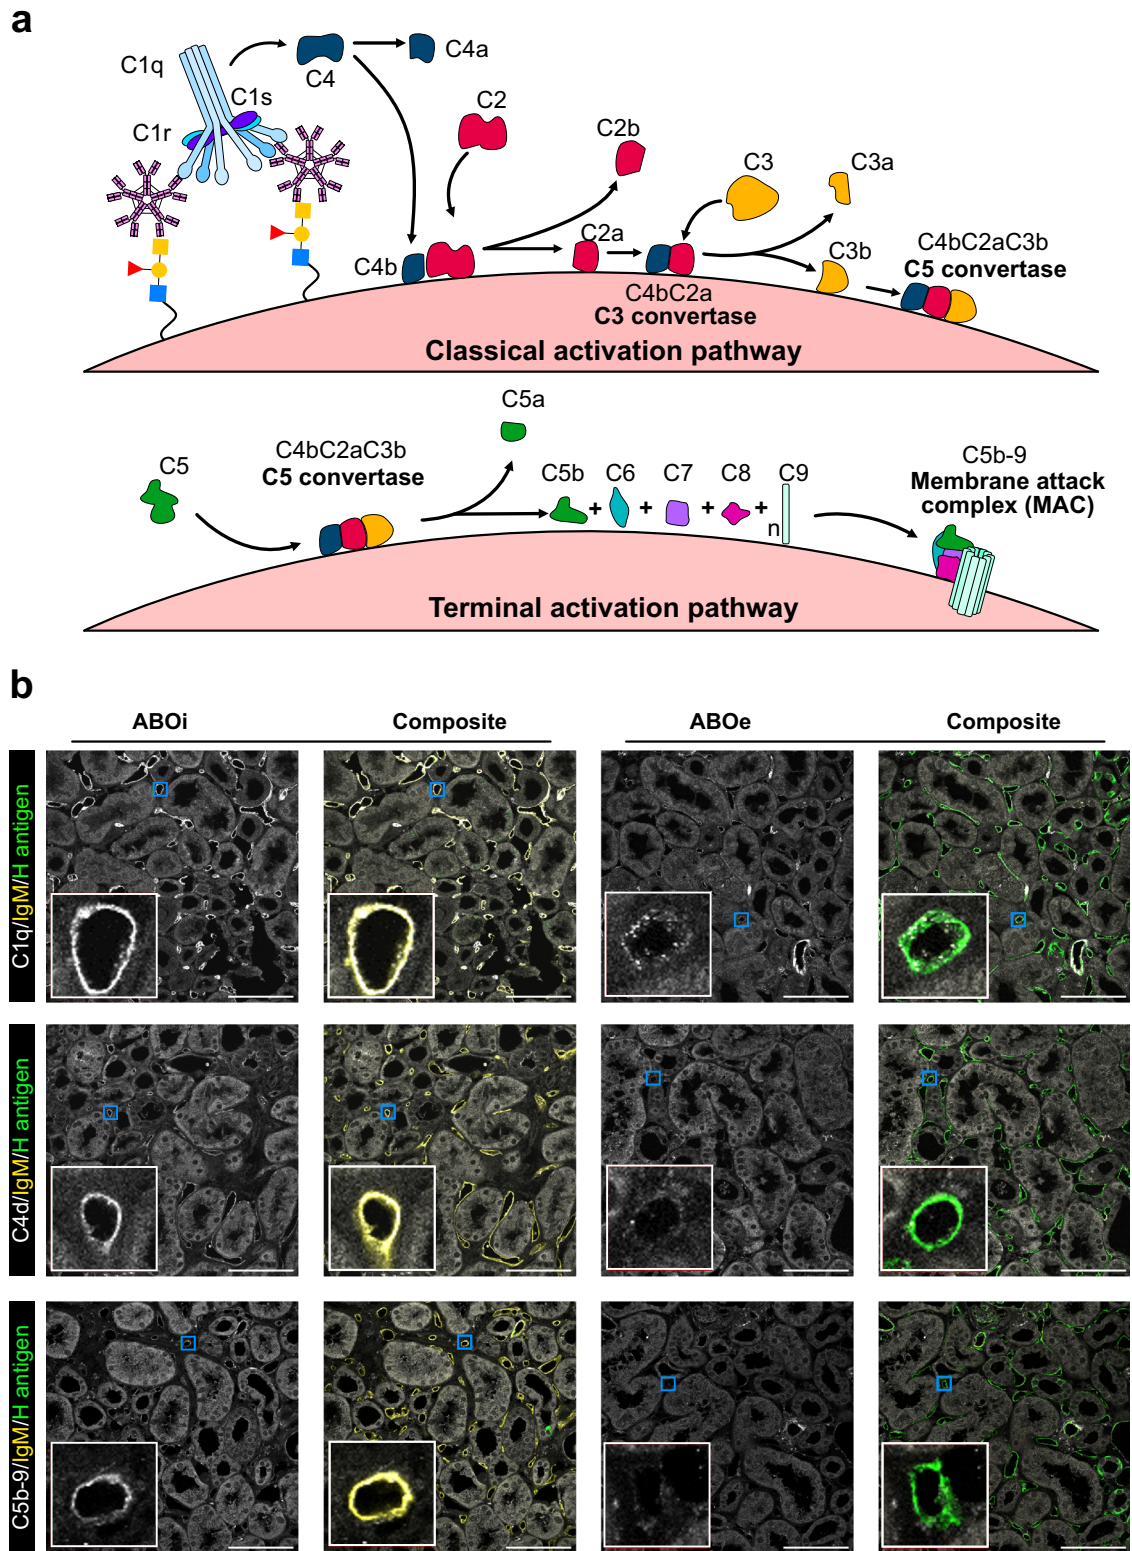 a
C1q
C1s
C1r
C4
C4a
C2
C2b
C3
C3a
C4b
C2a
C3b
C4bC2a
C3 convertase
C4bC2aC3b
C5 convertase
Classical activation pathway
C5
C4bC2aC3b
C5 convertase
C5a
C5b
+
C6
+
C7
+
C8
+
C9
n
C5b-9
Membrane attack
complex (MAC)
Terminal activation pathway
b
ABOi
Composite
ABOe
Composite
C1q/IgM/H antigen
C4d/IgM/H antigen
C5b-9/IgM/H antigen